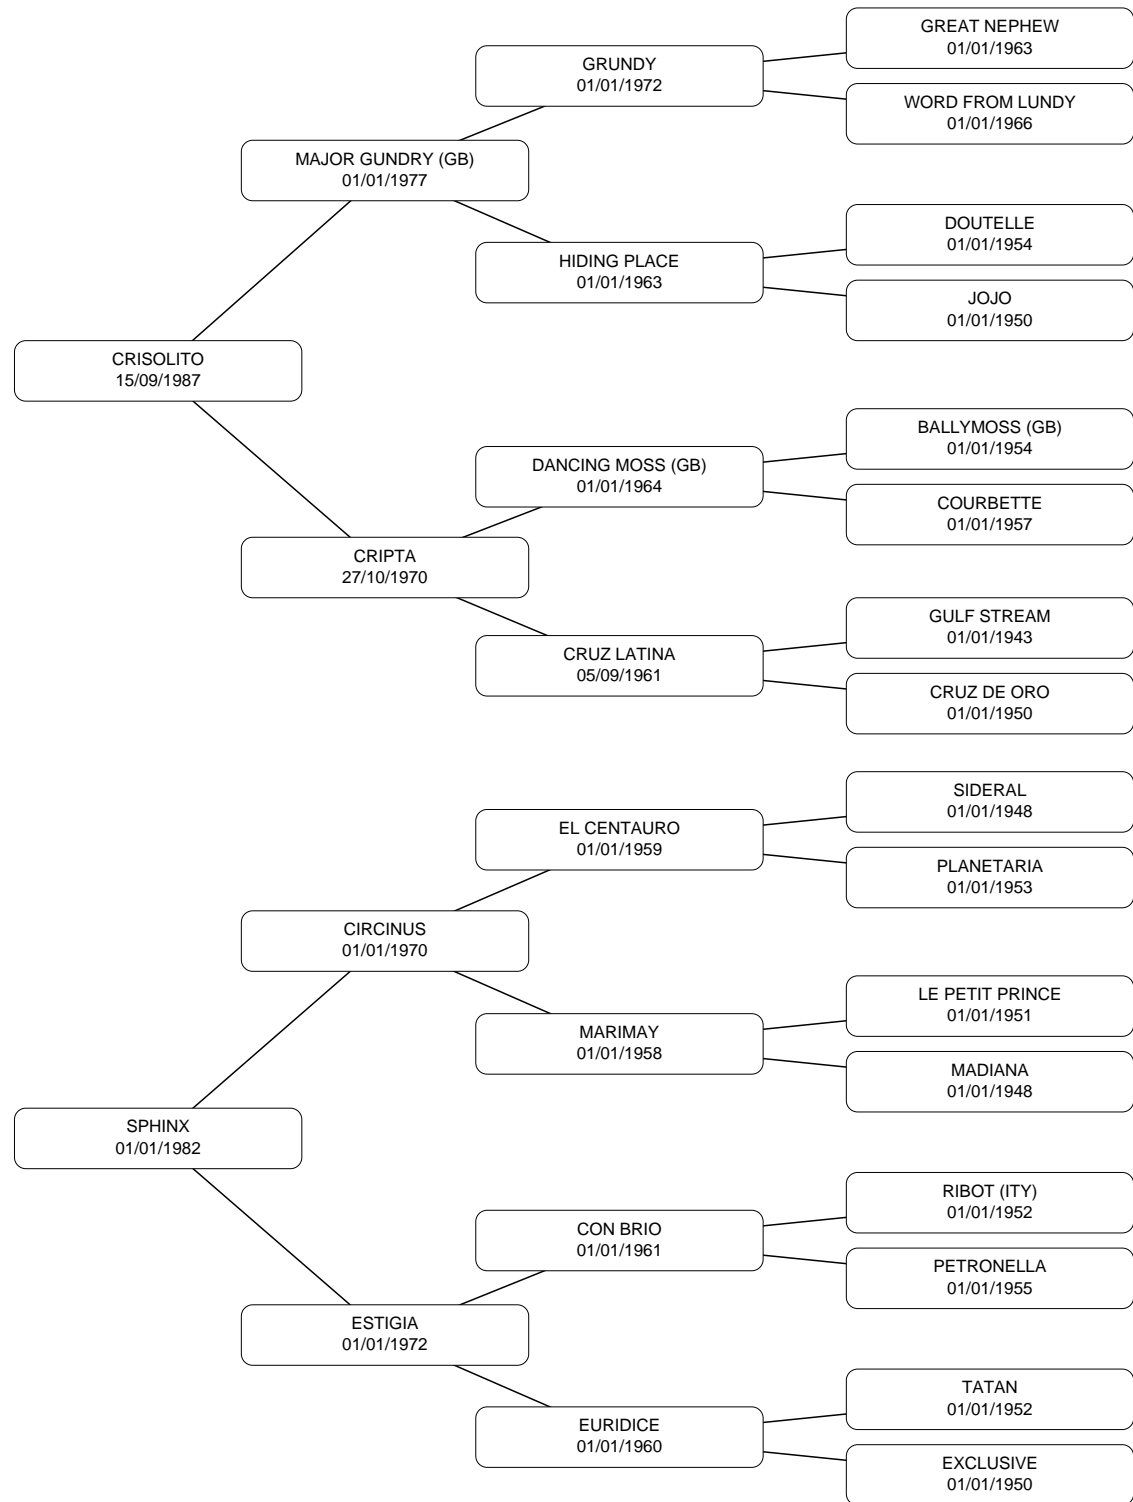 GREAT NEPHEW
01/01/1963
GRUNDY
01/01/1972
WORD FROM LUNDY
01/01/1966
MAJOR GUNDRY (GB)
01/01/1977
DOUTELLE
01/01/1954
HIDING PLACE
01/01/1963
JOJO
01/01/1950
CRISOLITO
15/09/1987
BALLYMOSS (GB)
01/01/1954
DANCING MOSS (GB)
01/01/1964
COURBETTE
01/01/1957
CRIPTA
27/10/1970
GULF STREAM
01/01/1943
CRUZ LATINA
05/09/1961
CRUZ DE ORO
01/01/1950
SIDERAL
01/01/1948
EL CENTAURO
01/01/1959
PLANETARIA
01/01/1953
CIRCINUS
01/01/1970
LE PETIT PRINCE
01/01/1951
MARIMAY
01/01/1958
MADIANA
01/01/1948
SPHINX
01/01/1982
RIBOT (ITY)
01/01/1952
CON BRIO
01/01/1961
PETRONELLA
01/01/1955
ESTIGIA
01/01/1972
TATAN
01/01/1952
EURIDICE
01/01/1960
EXCLUSIVE
01/01/1950